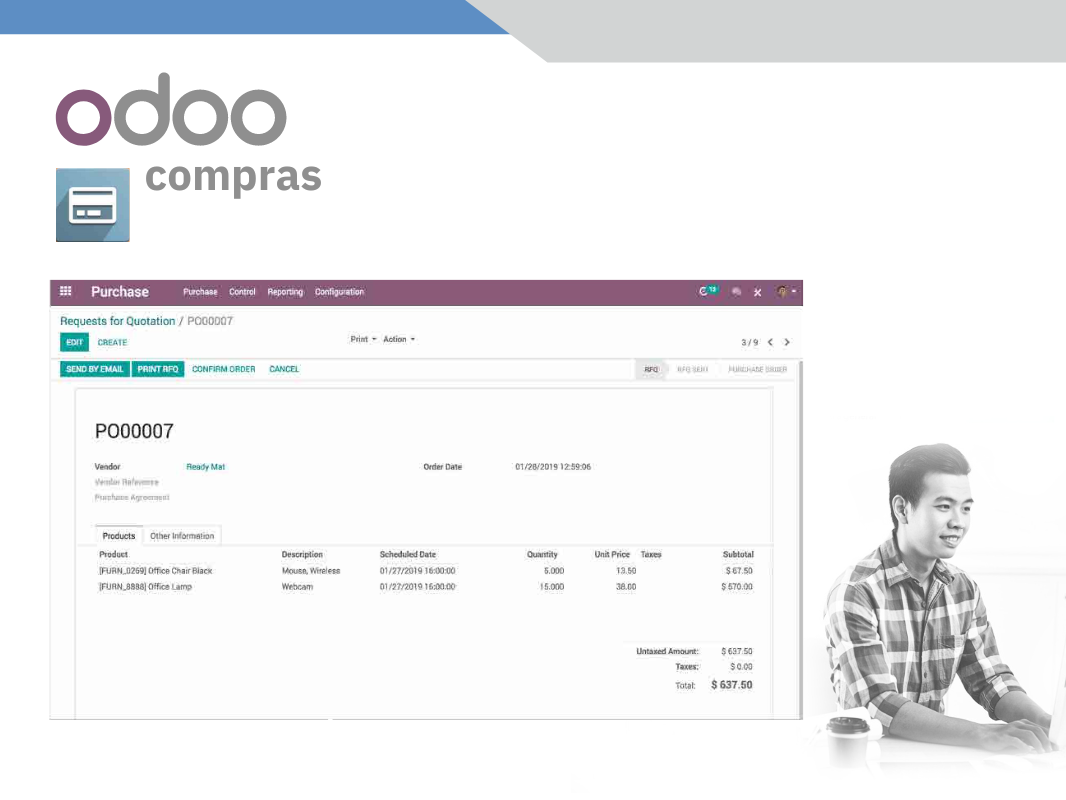 odoo
compras
Purchase Purchase Control Reporting Configuration
Requests for Quotation / PO00007
EDIT CREATE Print Action 3 / 9
SEND BY EMAIL PRINT RFQ CONFIRM ORDER CANCEL RFQ RFQ SENT PURCHASE ORDER
PO00007
Vendor Ready Mat Order Date 01/28/2019 12:59:06
Vendor Reference
Purchase Agreement
Products Other Information
Product Description Scheduled Date Quantity Unit Price Taxes Subtotal
[FURN_0269] Office Chair Black Mouse, Wireless 01/27/2019 16:00:00 5.000 13.50 $ 67.50
[FURN_8888] Office Lamp Webcam 01/27/2019 16:00:00 15.000 38.00 $ 570.00
Untaxed Amount: $ 637.50
Taxes: $ 0.00
Total: $ 637.50